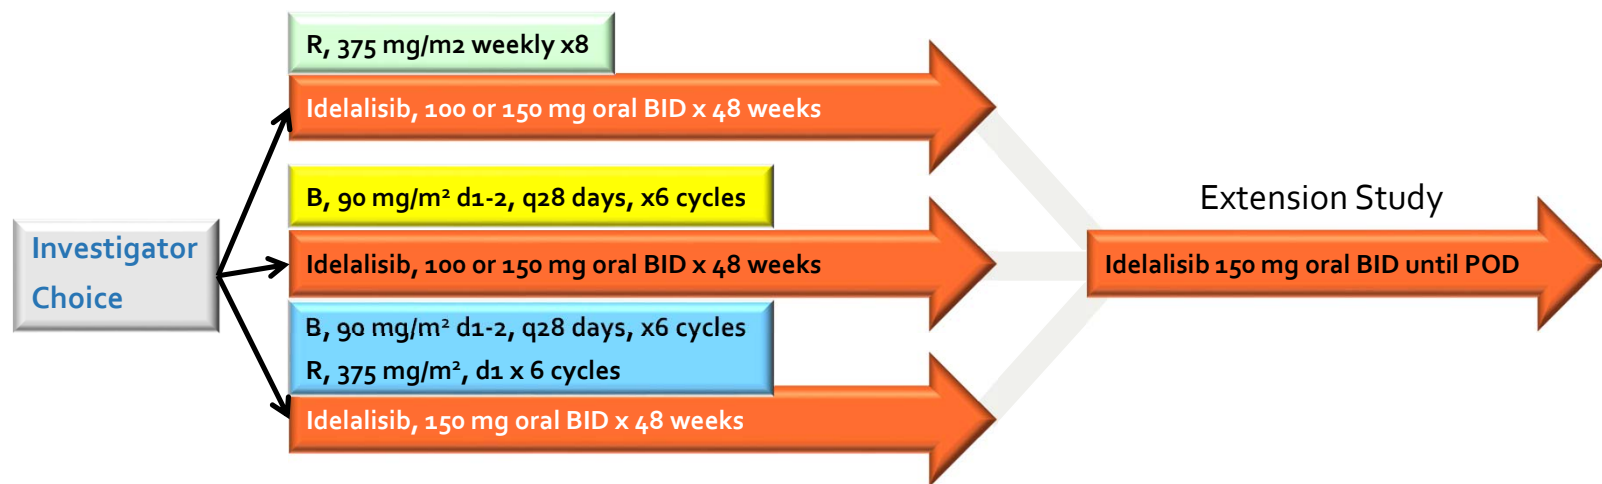 R, 375 mg/m2 weekly x8
Idelalisib, 100 or 150 mg oral BID x 48 weeks
B, 90 mg/m² d1-2, q28 days, x6 cycles
Investigator
Choice
Idelalisib, 100 or 150 mg oral BID x 48 weeks
B, 90 mg/m² d1-2, q28 days, x6 cycles
R, 375 mg/m², d1 x 6 cycles
Idelalisib, 150 mg oral BID x 48 weeks
Extension Study
Idelalisib 150 mg oral BID until POD